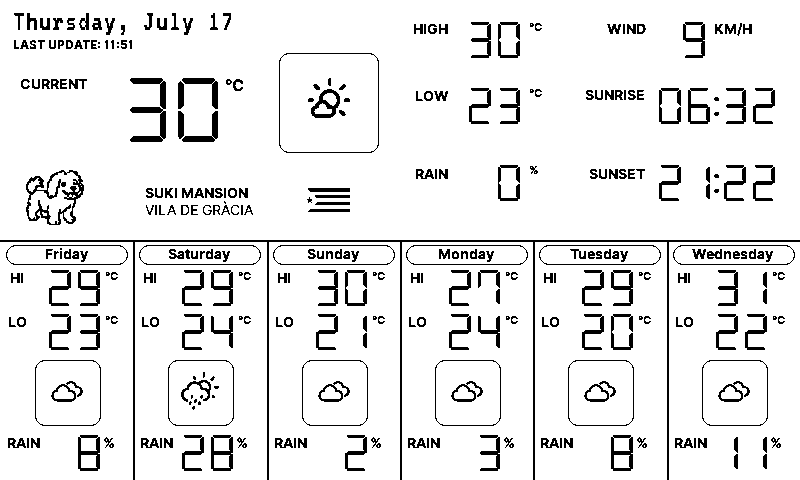 Thursday, July 17
LAST UPDATE: 11:51
CURRENT 30 °C
SUKI MANSION
VILA DE GRÀCIA
HIGH 30 °C
LOW 23 °C
RAIN 0 %
WIND 9 KM/H
SUNRISE 06:32
SUNSET 21:22
Friday
HI 29 °C
LO 23 °C
RAIN 8 %
Saturday
HI 29 °C
LO 24 °C
RAIN 28 %
Sunday
HI 30 °C
LO 21 °C
RAIN 2 %
Monday
HI 27 °C
LO 24 °C
RAIN 3 %
Tuesday
HI 29 °C
LO 20 °C
RAIN 8 %
Wednesday
HI 31 °C
LO 22 °C
RAIN 11 %